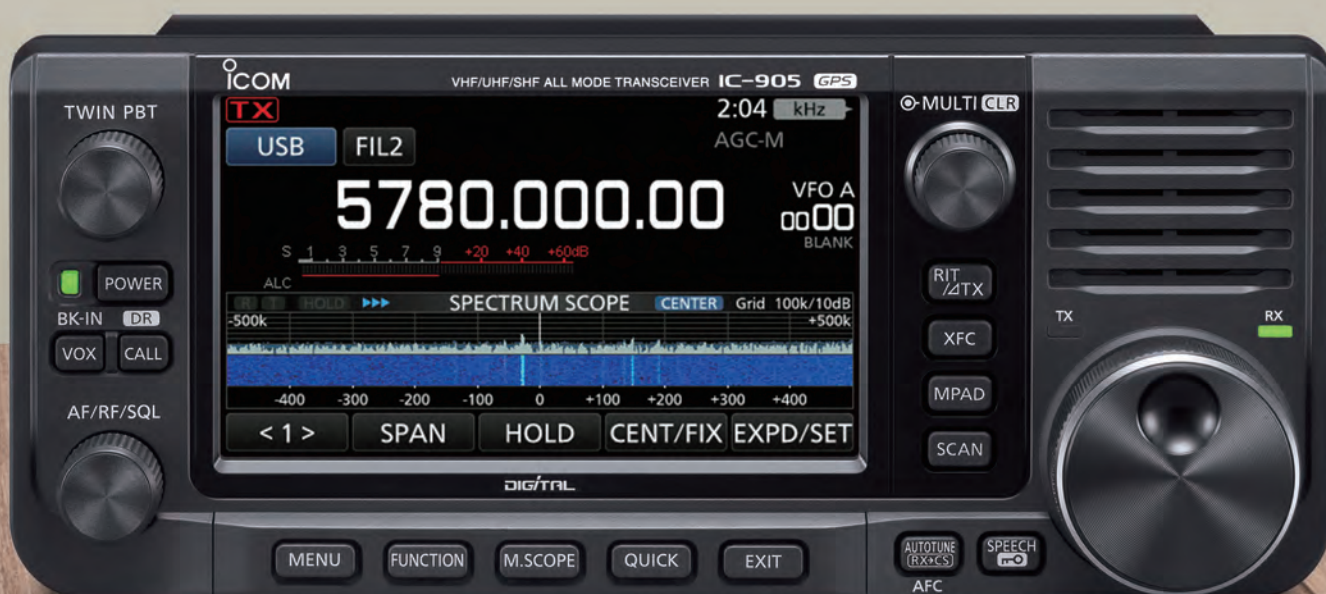 ICOM
VHF/UHF/SHF ALL MODE TRANSCEIVER IC-905 GPS
TWIN PBT
TX
2:04 kHz
MULTI CLR
USB FIL2
AGC-M
5780.000.00
VFO A
0000
BLANK
S 1 3 5 7 9 +20 +40 +60dB
ALC
POWER
BK-IN DR
VOX CALL
RIT
/⊿TX
R T HOLD SPECTRUM SCOPE CENTER Grid 100k/10dB
-500k +500k
TX RX
XFC
-400 -300 -200 -100 0 +100 +200 +300 +400
MPAD
AF/RF/SQL
<1> SPAN HOLD CENT/FIX EXPD/SET
SCAN
DIGITAL
MENU FUNCTION M.SCOPE QUICK EXIT
AUTOTUNE
RX→CS
SPEECH
AFC